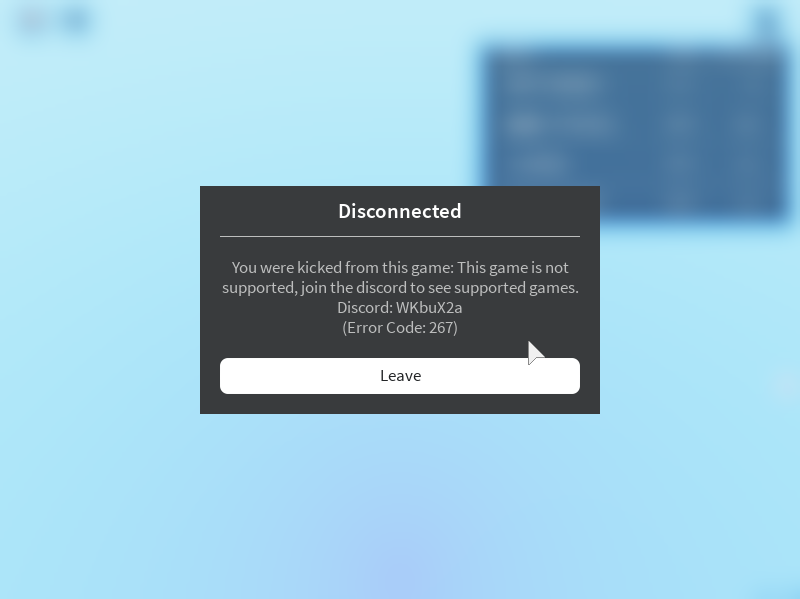 Disconnected
You were kicked from this game: This game is not
supported, join the discord to see supported games.
Discord: WKbuX2a
(Error Code: 267)
Leave